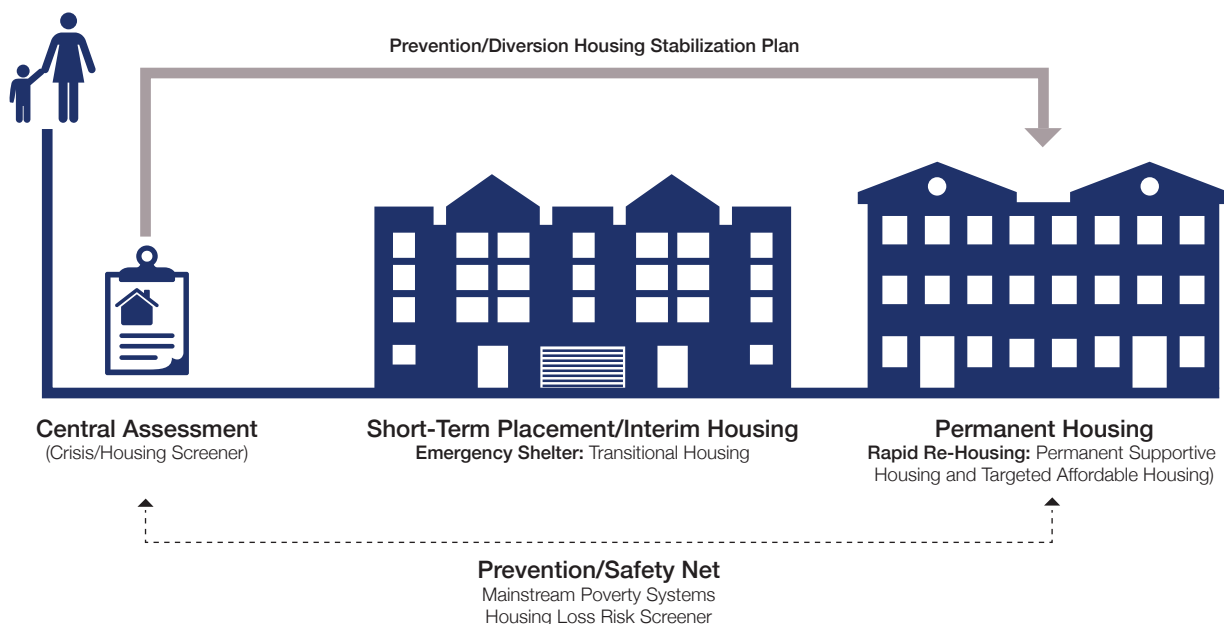 Prevention/Diversion Housing Stabilization Plan
Central Assessment
(Crisis/Housing Screener)
Short-Term Placement/Interim Housing
Emergency Shelter: Transitional Housing
Permanent Housing
Rapid Re-Housing: Permanent Supportive
Housing and Targeted Affordable Housing)
Prevention/Safety Net
Mainstream Poverty Systems
Housing Loss Risk Screener